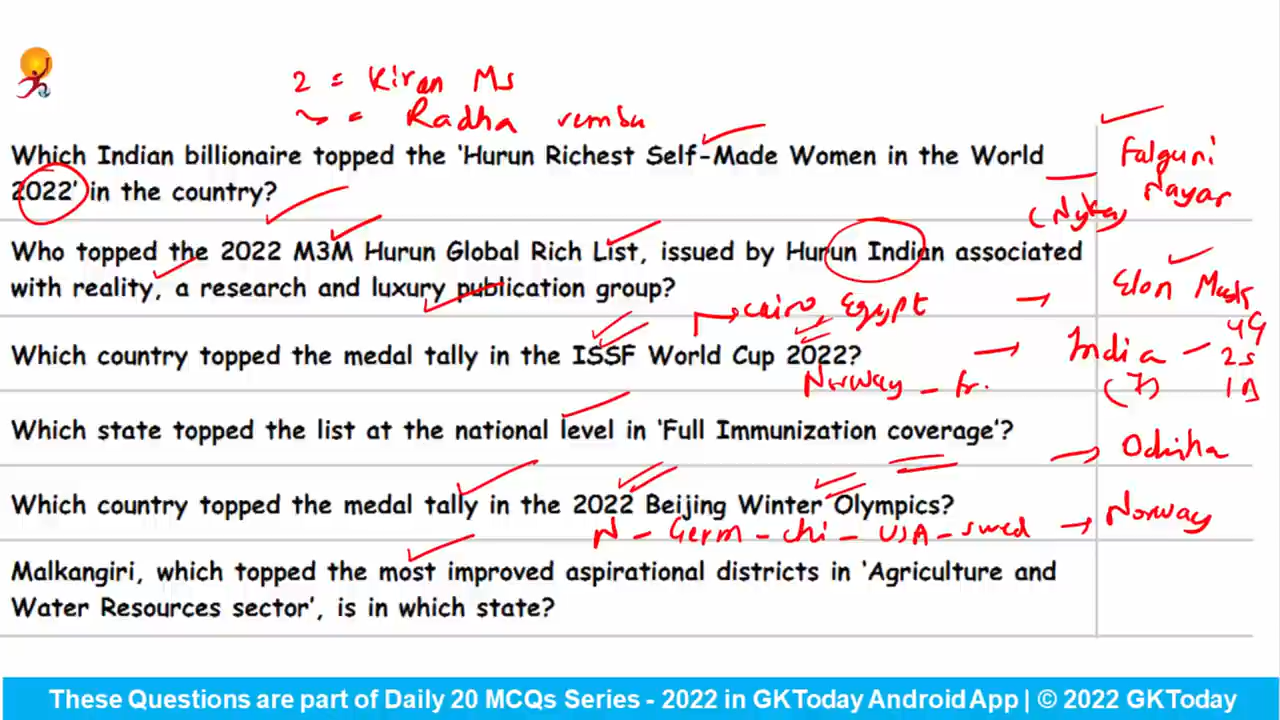 2 = Kiran Ms
3 = Radha vembu
Which Indian billionaire topped the 'Hurun Richest Self-Made Women in the World
2022' in the country?
Falguni
Nayar
(Nyka)
Who topped the 2022 M3M Hurun Global Rich List, issued by Hurun Indian associated
with reality, a research and luxury publication group?
Elon Musk
Cairo, Egypt
Which country topped the medal tally in the ISSF World Cup 2022?
India - 4G
2S
(7) 1B
Norway - fr.
Which state topped the list at the national level in 'Full Immunization coverage'?
Odisha
Which country topped the medal tally in the 2022 Beijing Winter Olympics?
N - Germ - chi - USA - swed
Norway
Malkangiri, which topped the most improved aspirational districts in 'Agriculture and
Water Resources sector', is in which state?
These Questions are part of Daily 20 MCQs Series - 2022 in GKToday Android App | © 2022 GKToday